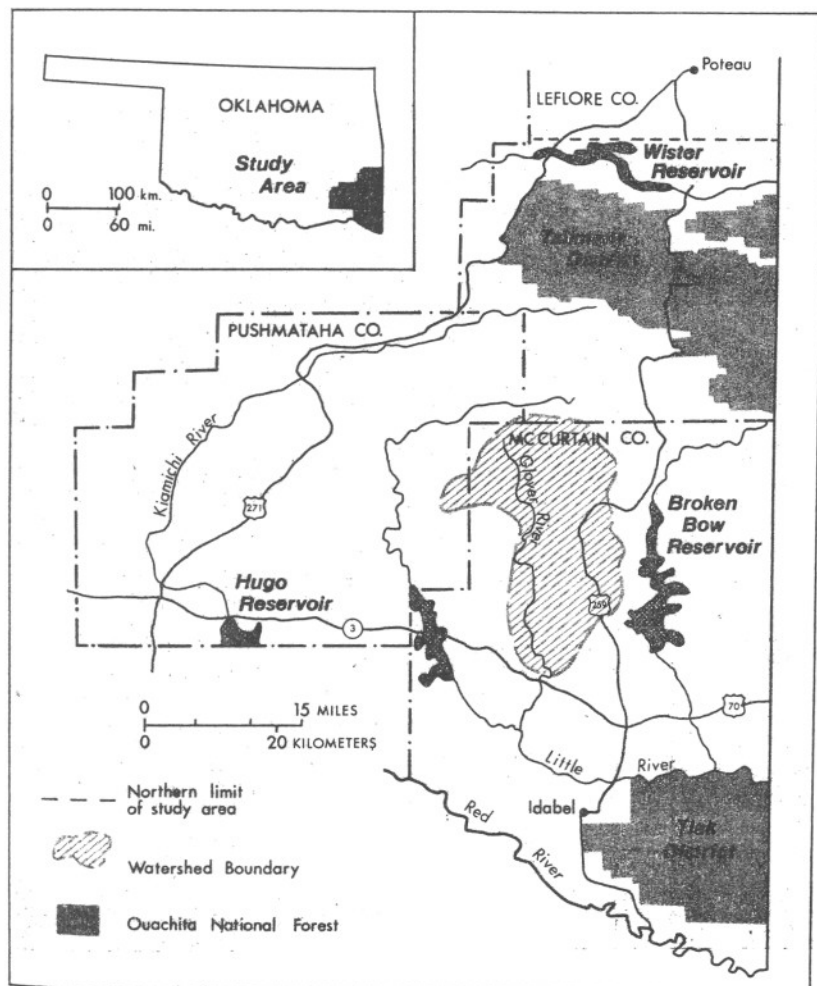 OKLAHOMA
Study
Area
0 100 km.
0 60 mi.
Poteau
LEFLORE CO.
Wister
Reservoir
District
PUSHMATAHA CO.
Kiamichi River
271
MC CURTAIN CO.
Glover River
Broken
Bow
Reservoir
259
Hugo
Reservoir
3
0 15 MILES
0 20 KILOMETERS
70
Little River
Idabel
Red River
Tiak
District
Northern limit
of study area
Watershed Boundary
Ouachita National Forest